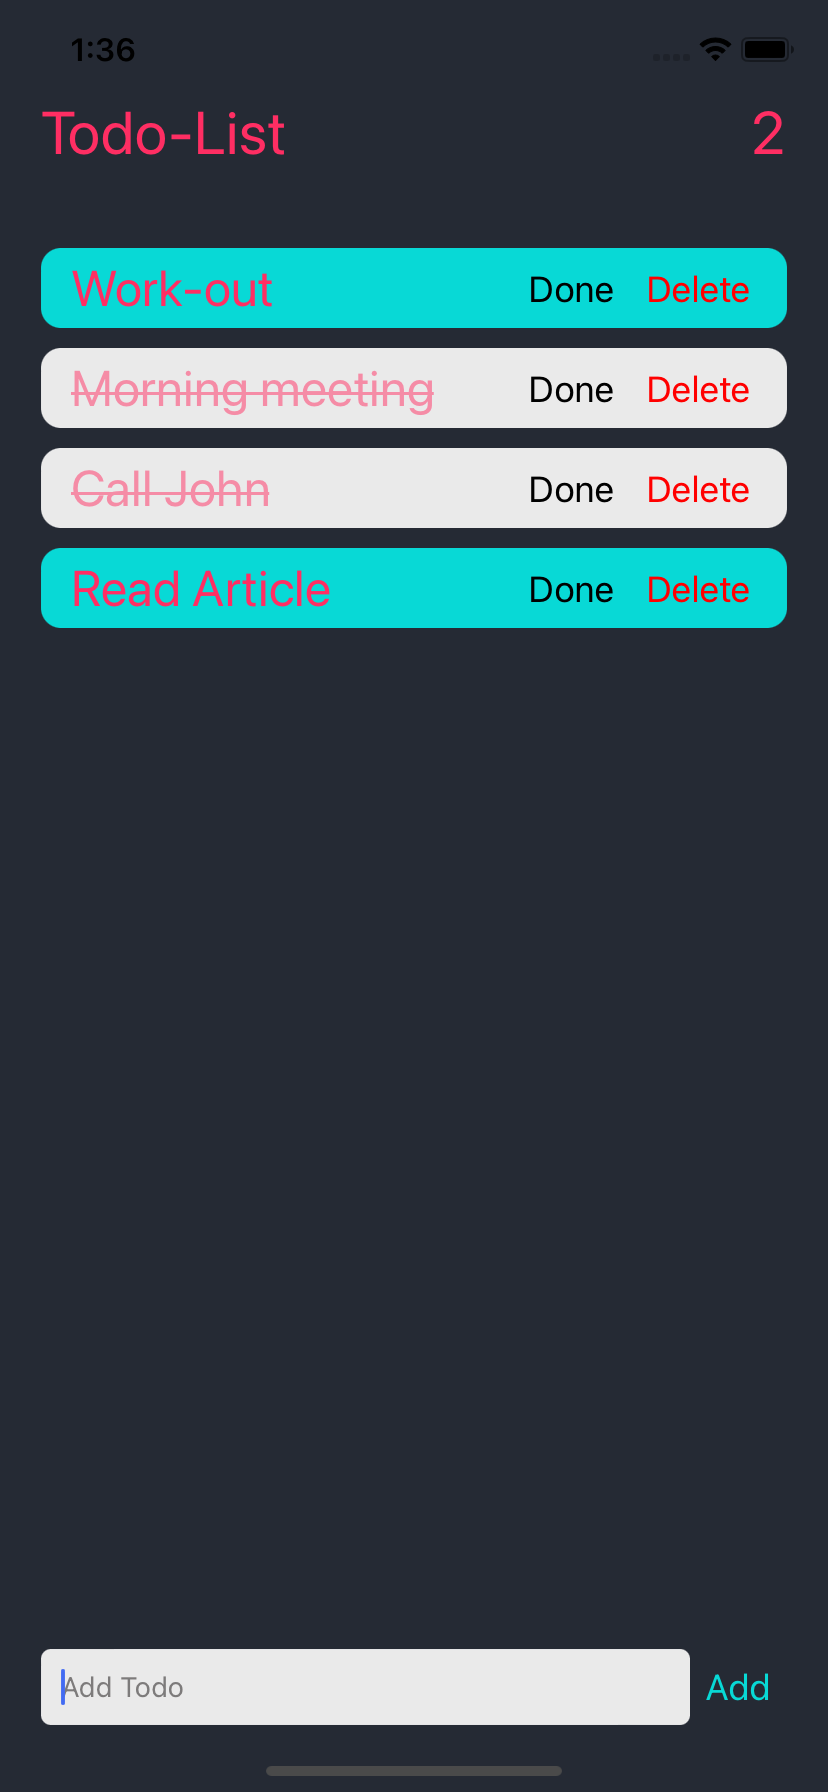 1:36
Todo-List 2
Work-out Done Delete
Morning meeting Done Delete
Call John Done Delete
Read Article Done Delete
Add Todo Add